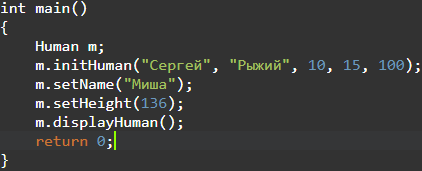 int main()
{
    Human m;
    m.initHuman("Сергей", "Рыжий", 10, 15, 100);
    m.setName("Миша");
    m.setHeight(136);
    m.displayHuman();
    return 0;
}